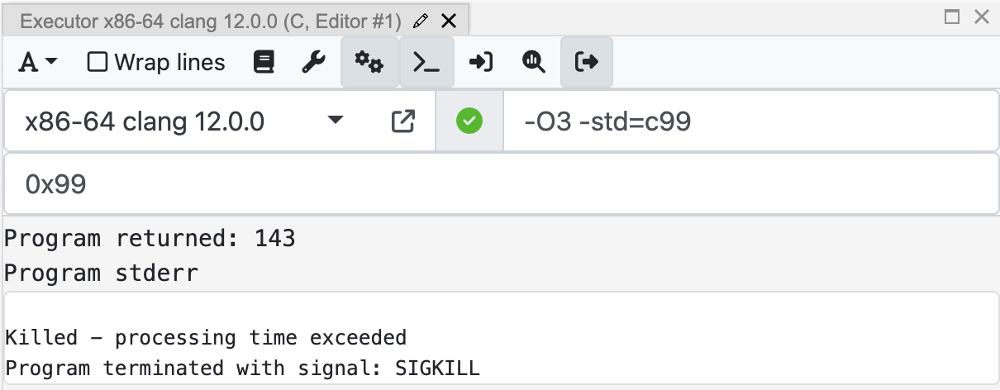 Executor x86-64 clang 12.0.0 (C, Editor #1)
A Wrap lines
x86-64 clang 12.0.0 -O3 -std=c99
0x99
Program returned: 143
Program stderr
Killed - processing time exceeded
Program terminated with signal: SIGKILL